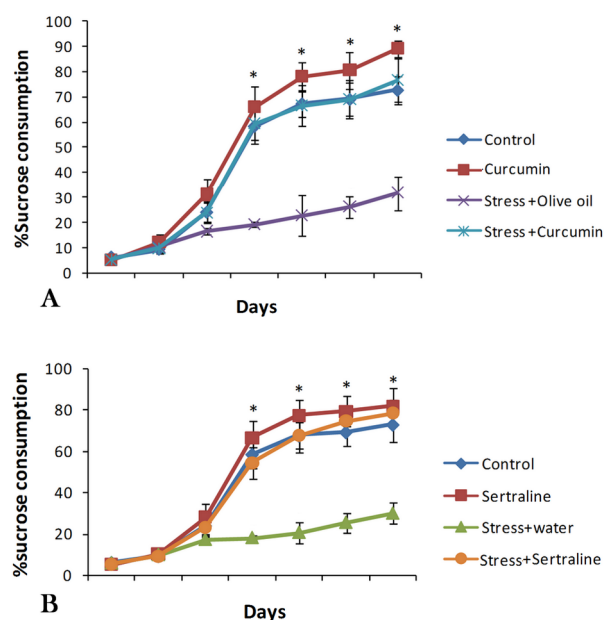 100
90
80
70
60
50
40
30
20
10
0
%Sucrose consumption
* * * *
Control
Curcumin
Stress+Olive oil
Stress+Curcumin
A
Days
100
80
60
40
20
0
%sucrose consumption
* * * *
Control
Sertraline
Stress+water
Stress+Sertraline
B
Days